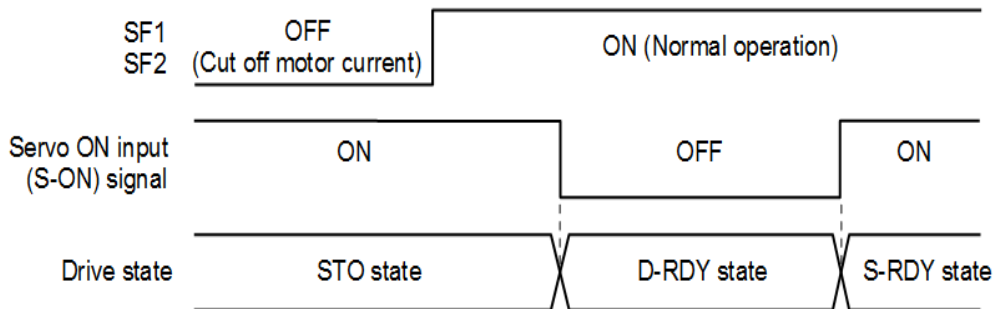 SF1
SF2
OFF
(Cut off motor current)
ON (Normal operation)
Servo ON input
(S-ON) signal
ON
OFF
ON
Drive state
STO state
D-RDY state
S-RDY state